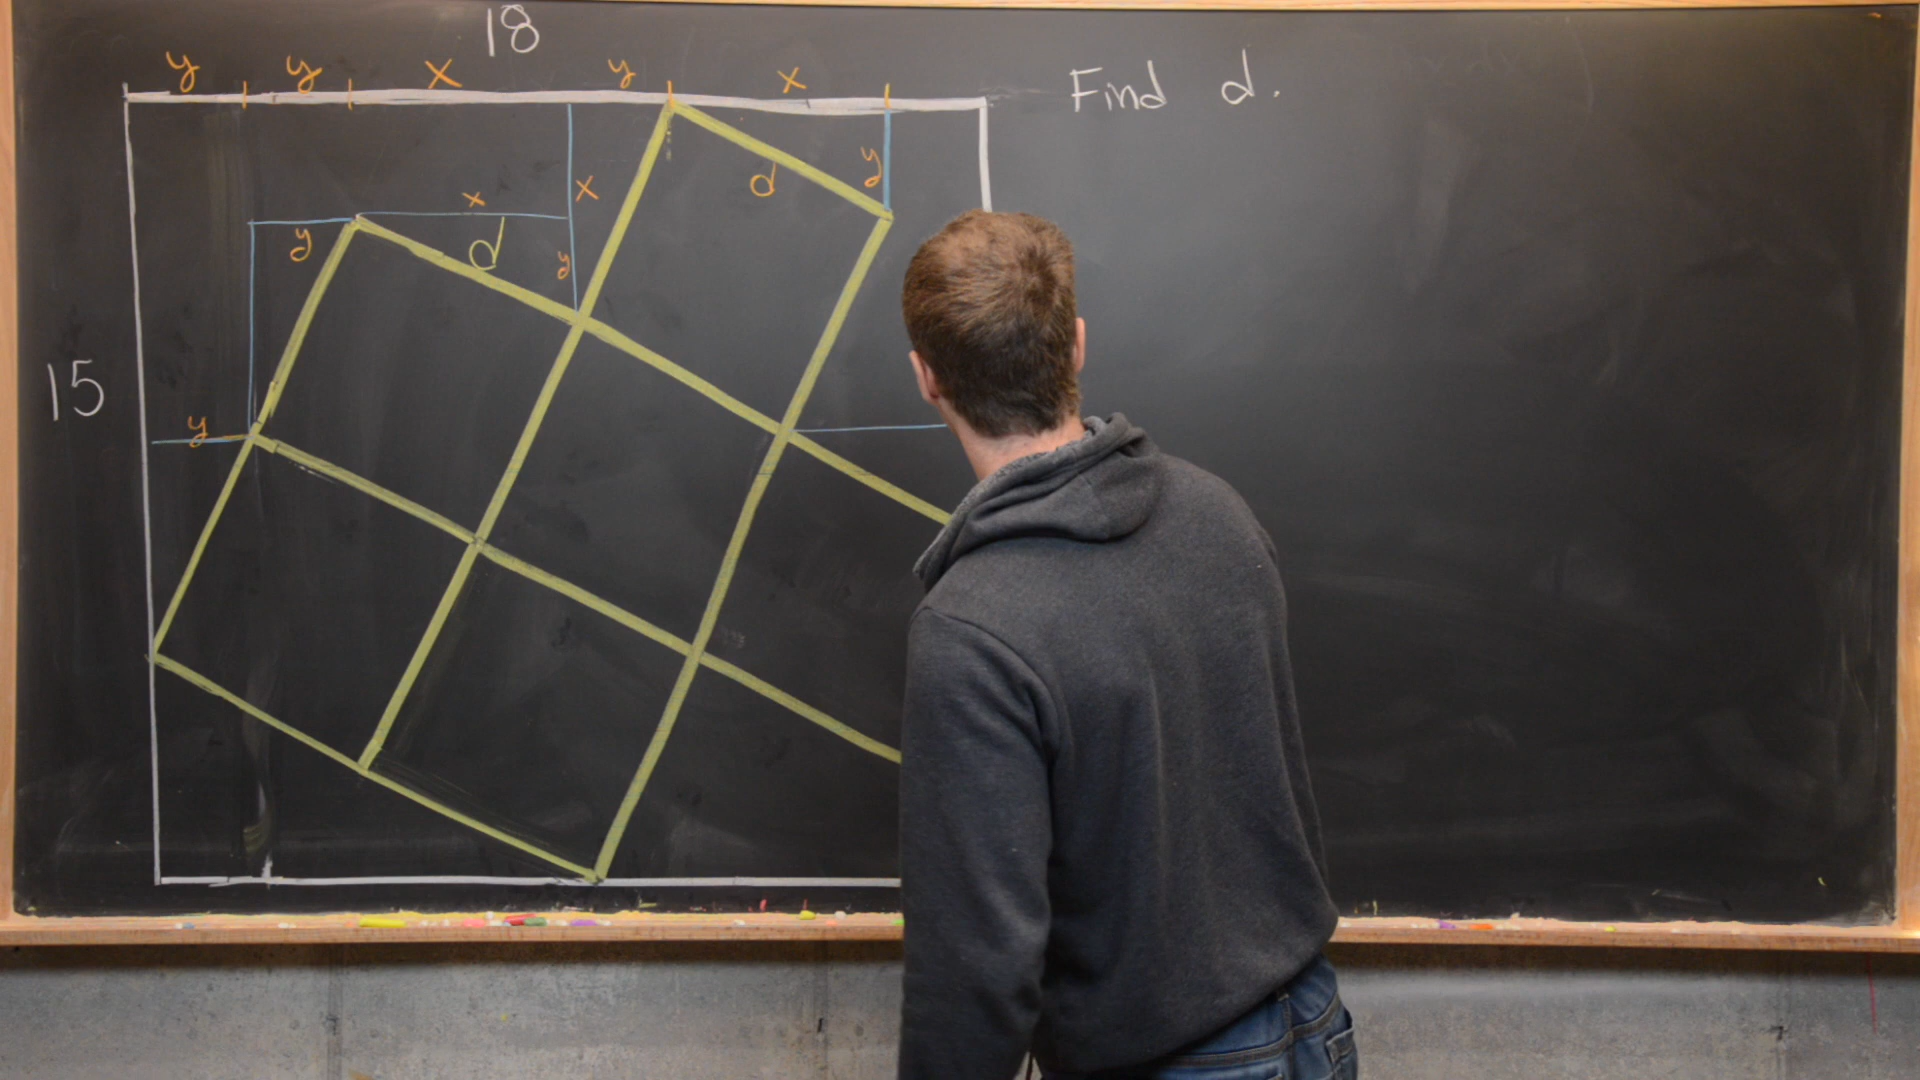 18
y y x y x
Find d.
x x y
d
y d y
15
y